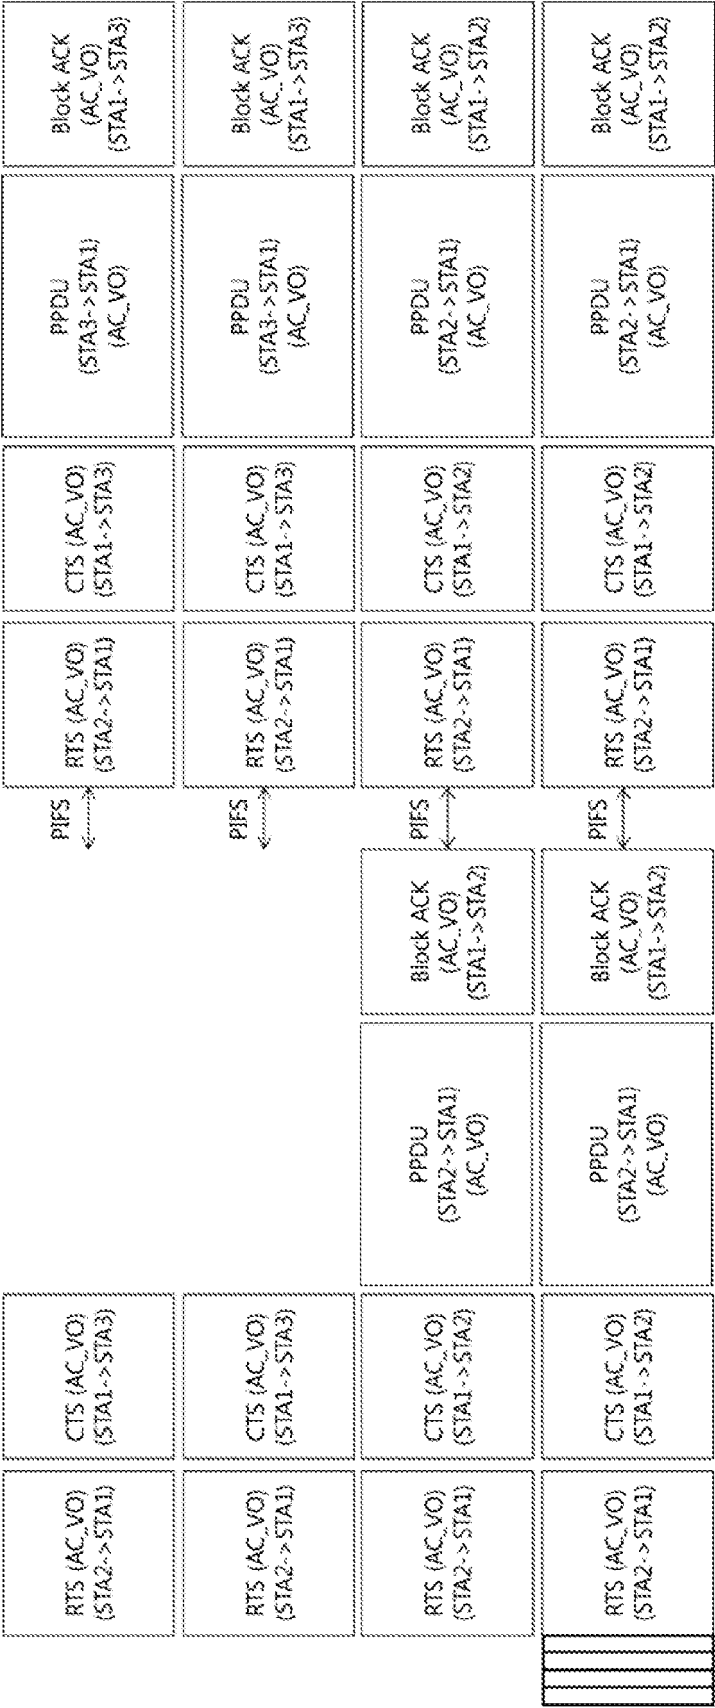 RTS (AC_VO)
(STA2->STA1)
CTS (AC_VO)
(STA1->STA3)
PIFS
RTS (AC_VO)
(STA2->STA1)
CTS (AC_VO)
(STA1->STA3)
PPDU
(STA3->STA1)
(AC_VO)
Block ACK
(AC_VO)
(STA1->STA3)
RTS (AC_VO)
(STA2->STA1)
CTS (AC_VO)
(STA1->STA3)
PIFS
RTS (AC_VO)
(STA2->STA1)
CTS (AC_VO)
(STA1->STA3)
PPDU
(STA3->STA1)
(AC_VO)
Block ACK
(AC_VO)
(STA1->STA3)
RTS (AC_VO)
(STA2->STA1)
CTS (AC_VO)
(STA1->STA2)
PPDU
(STA2->STA1)
(AC_VO)
Block ACK
(AC_VO)
(STA1->STA2)
PIFS
RTS (AC_VO)
(STA2->STA1)
CTS (AC_VO)
(STA1->STA2)
PPDU
(STA2->STA1)
(AC_VO)
Block ACK
(AC_VO)
(STA1->STA2)
RTS (AC_VO)
(STA2->STA1)
CTS (AC_VO)
(STA1->STA2)
PPDU
(STA2->STA1)
(AC_VO)
Block ACK
(AC_VO)
(STA1->STA2)
PIFS
RTS (AC_VO)
(STA2->STA1)
CTS (AC_VO)
(STA1->STA2)
PPDU
(STA2->STA1)
(AC_VO)
Block ACK
(AC_VO)
(STA1->STA2)